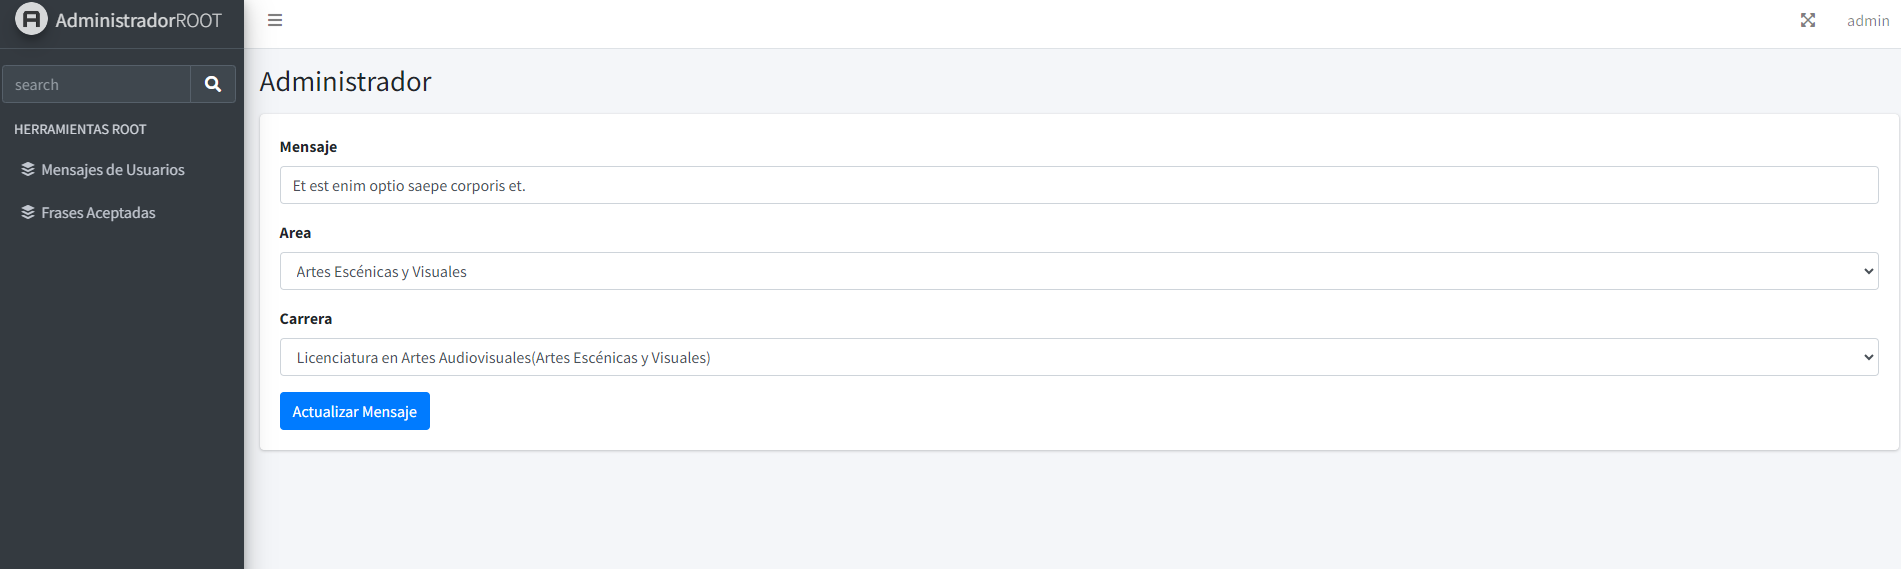 AdministradorROOT
admin
search
HERRAMIENTAS ROOT
Mensajes de Usuarios
Frases Aceptadas
Administrador
Mensaje
Et est enim optio saepe corporis et.
Area
Artes Escénicas y Visuales
Carrera
Licenciatura en Artes Audiovisuales(Artes Escénicas y Visuales)
Actualizar Mensaje